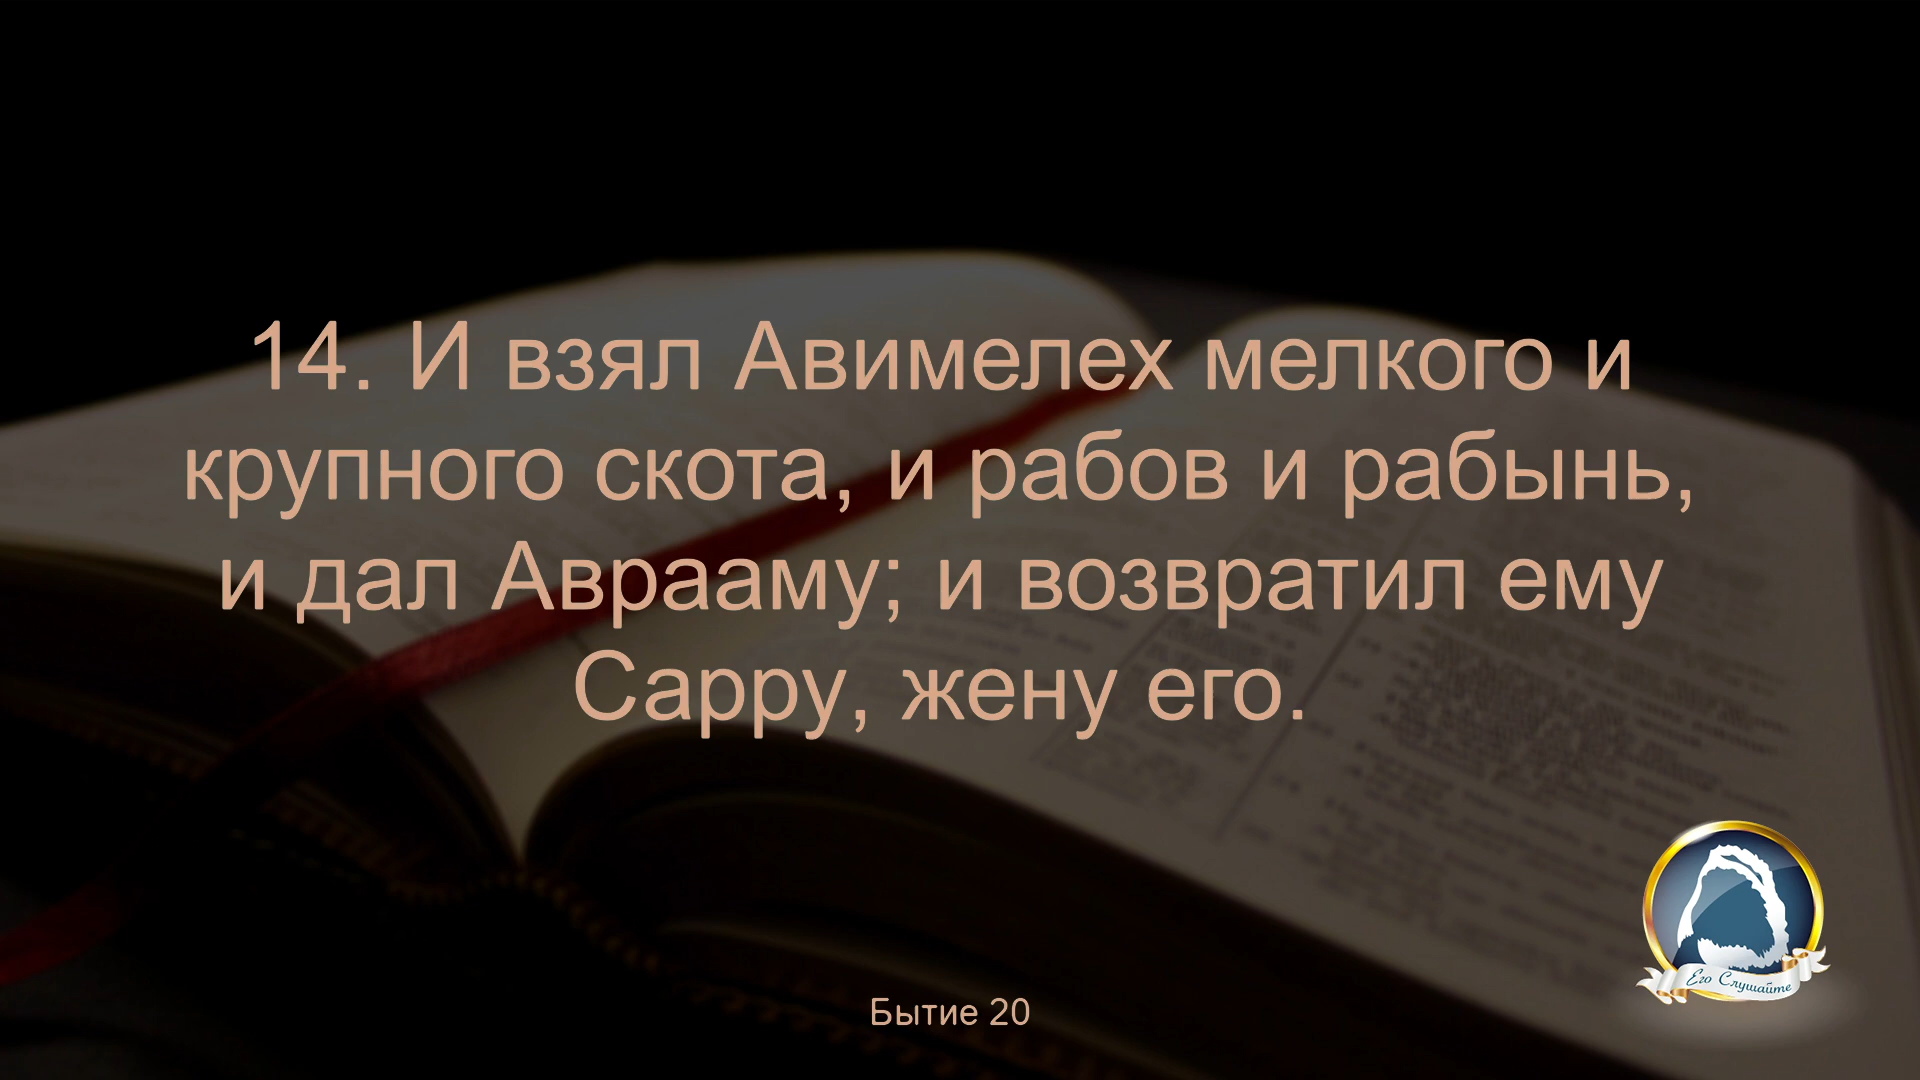 14. И взял Авимелех мелкого и
крупного скота, и рабов и рабынь,
и дал Аврааму; и возвратил ему
Сарру, жену его.
Его Слушайте
Бытие 20